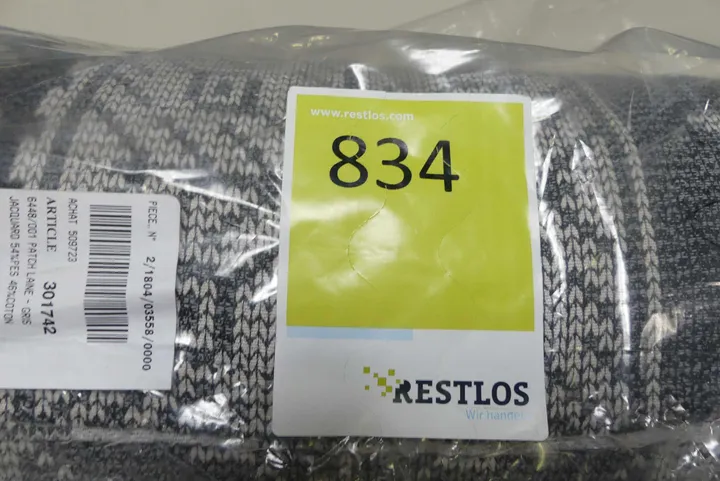 www.restlos.com
834
RESTLOS
Wir handeln
PIECE_N° 2/1804/03558/0000
ACHAT 509723
ARTICLE 301742
6448/001 PATCH LAINE - GRIS
JACQUARD 54%PES 46%COTON